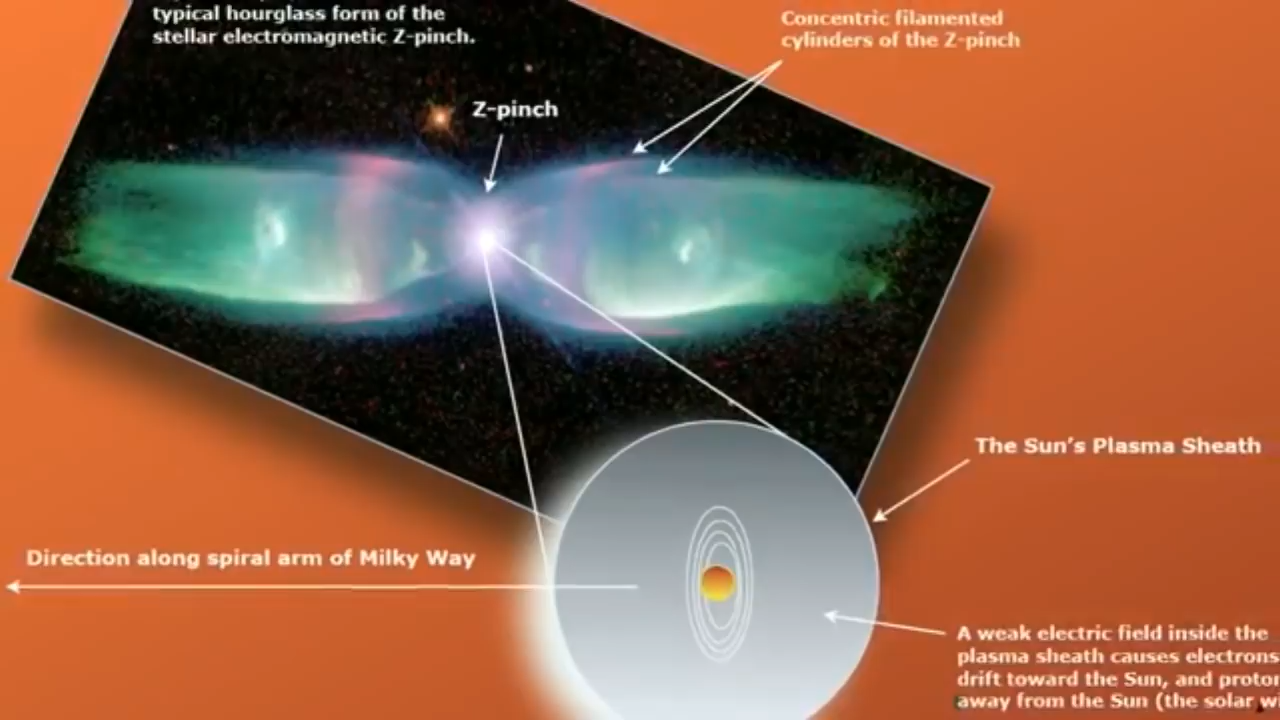 typical hourglass form of the
stellar electromagnetic Z-pinch.
Concentric filamented
cylinders of the Z-pinch
Z-pinch
The Sun's Plasma Sheath
Direction along spiral arm of Milky Way
A weak electric field inside the
plasma sheath causes electrons
drift toward the Sun, and
away from the Sun (the solar